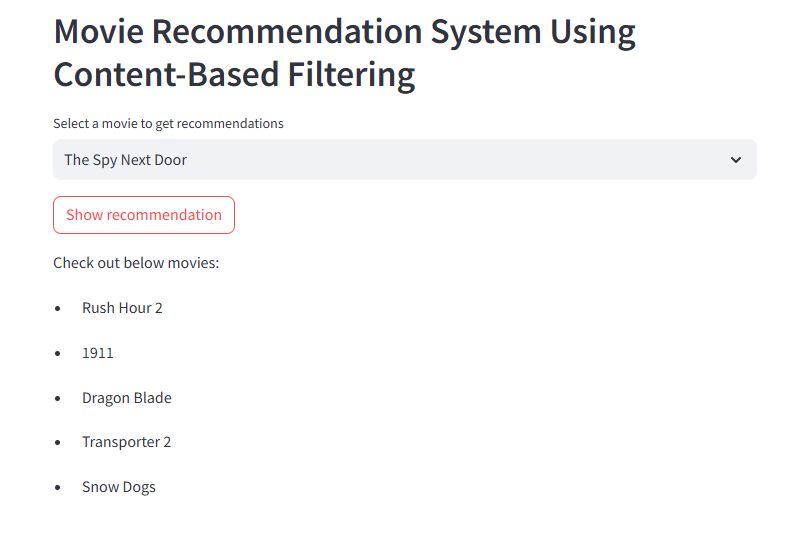 Movie Recommendation System Using
Content-Based Filtering
Select a movie to get recommendations
The Spy Next Door
Show recommendation
Check out below movies:
• Rush Hour 2
• 1911
• Dragon Blade
• Transporter 2
• Snow Dogs